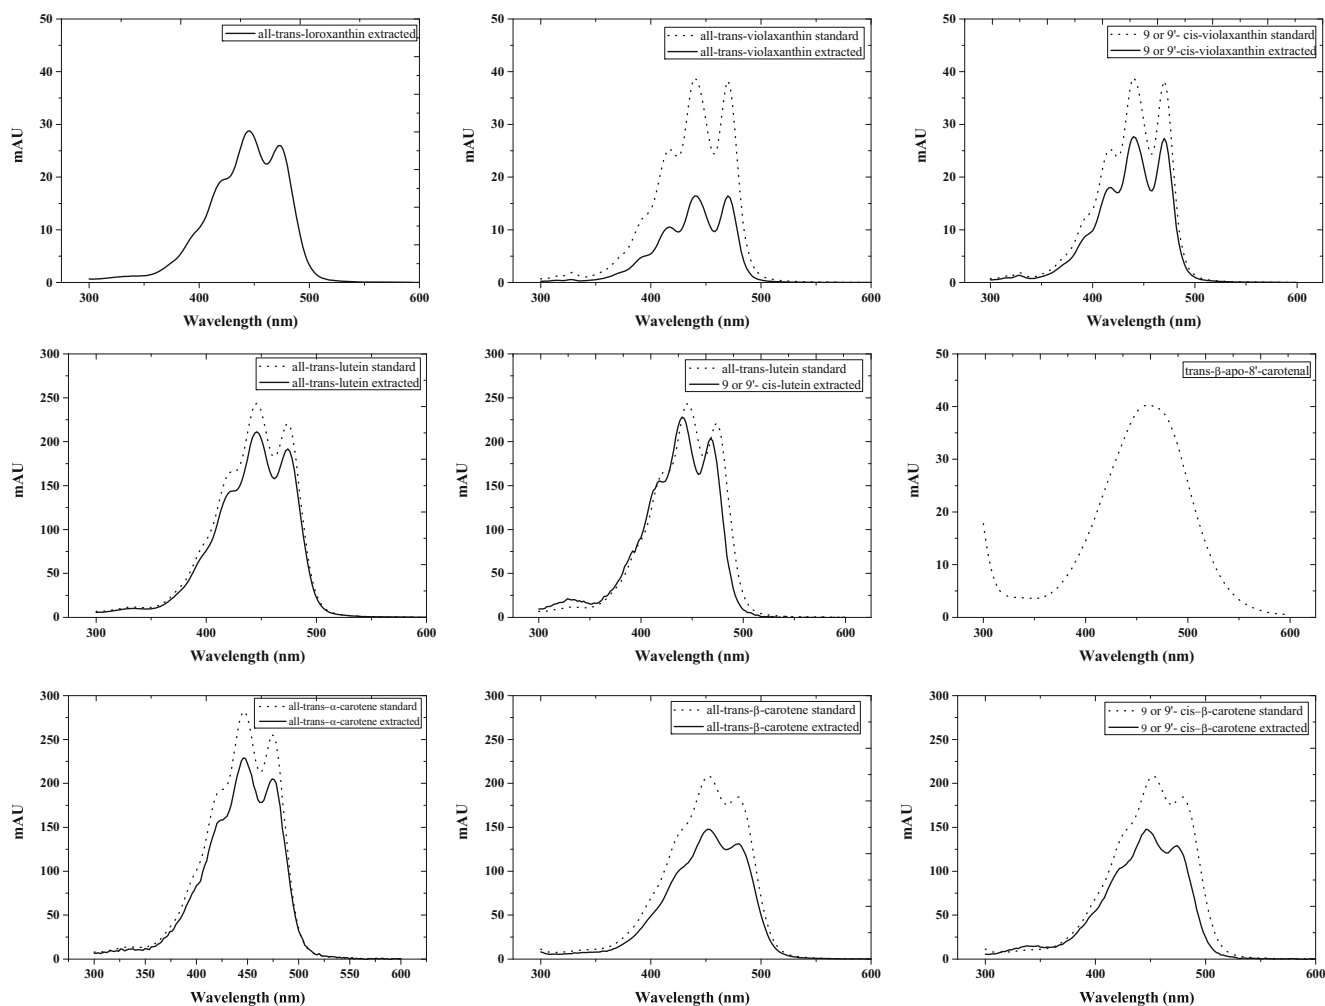 all-trans-loroxanthin extracted
50
40
30
20
10
0
mAU
300 400 500 600
Wavelength (nm)
all-trans-violaxanthin standard
all-trans-violaxanthin extracted
50
40
30
20
10
0
mAU
300 400 500 600
Wavelength (nm)
9 or 9'- cis-violaxanthin standard
9 or 9'-cis-violaxanthin extracted
50
40
30
20
10
0
mAU
300 400 500 600
Wavelength (nm)
all-trans-lutein standard
all-trans-lutein extracted
300
250
200
150
100
50
0
mAU
300 400 500 600
Wavelength (nm)
all-trans-lutein standard
9 or 9'- cis-lutein extracted
300
250
200
150
100
50
0
mAU
300 400 500 600
Wavelength (nm)
trans-β-apo-8'-carotenal
50
40
30
20
10
0
mAU
300 400 500 600
Wavelength (nm)
all-trans–α-carotene standard
all-trans–α-carotene extracted
300
250
200
150
100
50
0
mAU
300 350 400 450 500 550 600
Wavelength (nm)
all-trans-β-carotene standard
all-trans-β-carotene extracted
300
250
200
150
100
50
0
mAU
300 400 500 600
Wavelength (nm)
9 or 9'- cis–β-carotene standard
9 or 9'- cis–β-carotene extracted
300
250
200
150
100
50
0
mAU
300 400 500 600
Wavelength (nm)